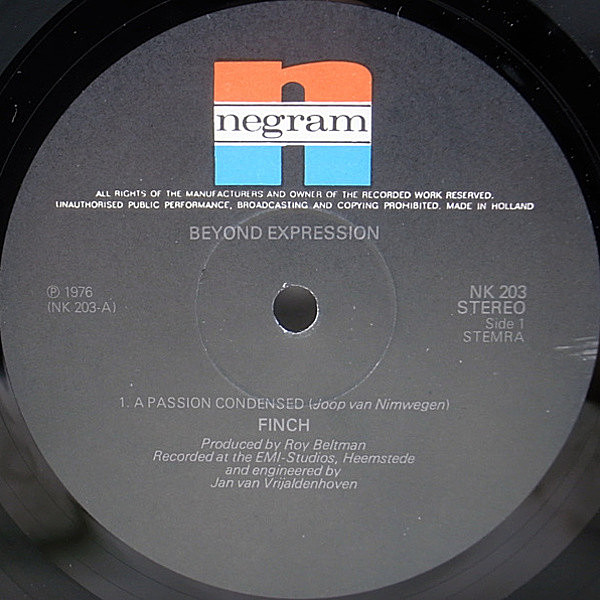 negram
ALL RIGHTS OF THE MANUFACTURERS AND OWNER OF THE RECORDED WORK RESERVED.
UNAUTHORISED PUBLIC PERFORMANCE, BROADCASTING AND COPYING PROHIBITED. MADE IN HOLLAND
BEYOND EXPRESSION
℗ 1976
(NK 203-A)
NK 203
STEREO
Side 1
STEMRA
1. A PASSION CONDENSED (Joop van Nimwegen)
FINCH
Produced by Roy Beltman
Recorded at the EMI-Studios, Heemstede
and engineered by
Jan van Vrijaldenhoven